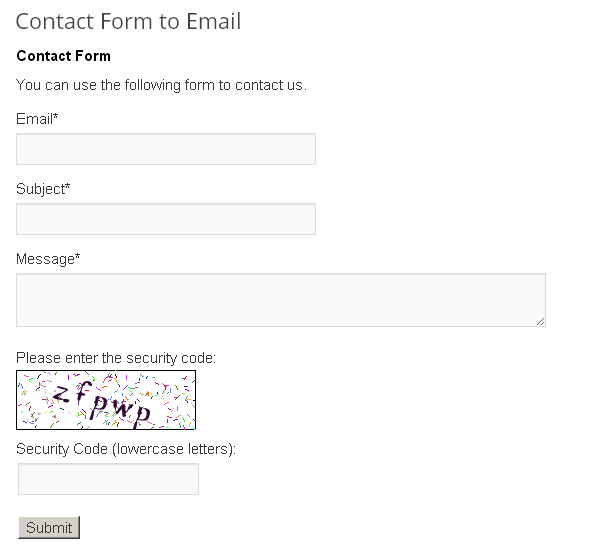 Contact Form to Email
Contact Form
You can use the following form to contact us.
Email*
Subject*
Message*
Please enter the security code:
zfpwp
Security Code (lowercase letters):
Submit